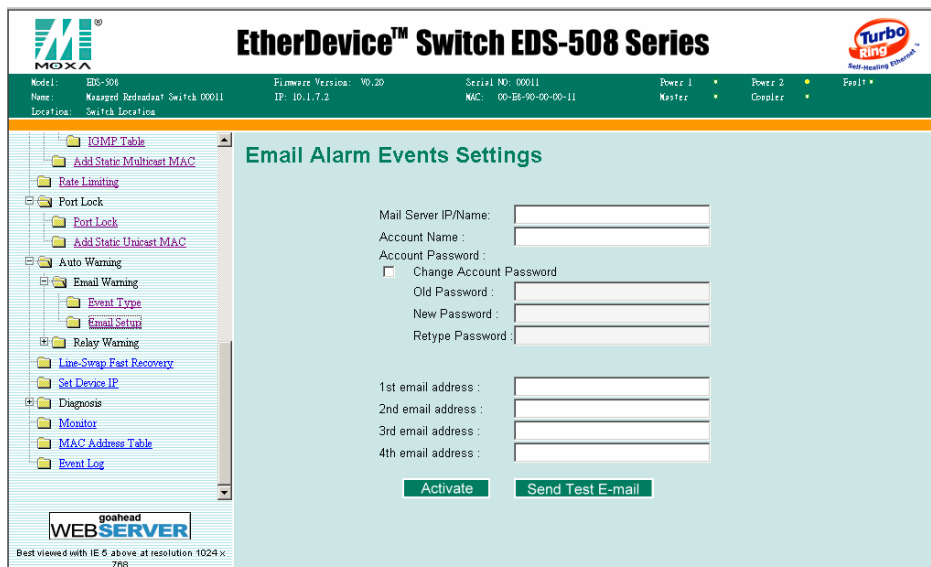 MOXA ®
EtherDevice™ Switch EDS-508 Series
Turbo Ring
Self-Healing Ethernet
Model: EDS-508 Firmware Version: V0.20 Serial NO: 00011 Power 1 Power 2 Fault
Name: Managed Redundant Switch 00011 IP: 10.1.7.2 MAC: 00-E8-90-00-00-11 Master Coupler
Location: Switch Location
IGMP Table
Add Static Multicast MAC
Rate Limiting
Port Lock
Port Lock
Add Static Unicast MAC
Auto Warning
Email Warning
Event Type
Email Setup
Relay Warning
Line-Swap Fast Recovery
Set Device IP
Diagnosis
Monitor
MAC Address Table
Event Log
goahead
WEBSERVER
Best viewed with IE 5 above at resolution 1024 x
768
Email Alarm Events Settings
Mail Server IP/Name:
Account Name :
Account Password :
Change Account Password
Old Password :
New Password :
Retype Password :
1st email address :
2nd email address :
3rd email address :
4th email address :
Activate Send Test E-mail